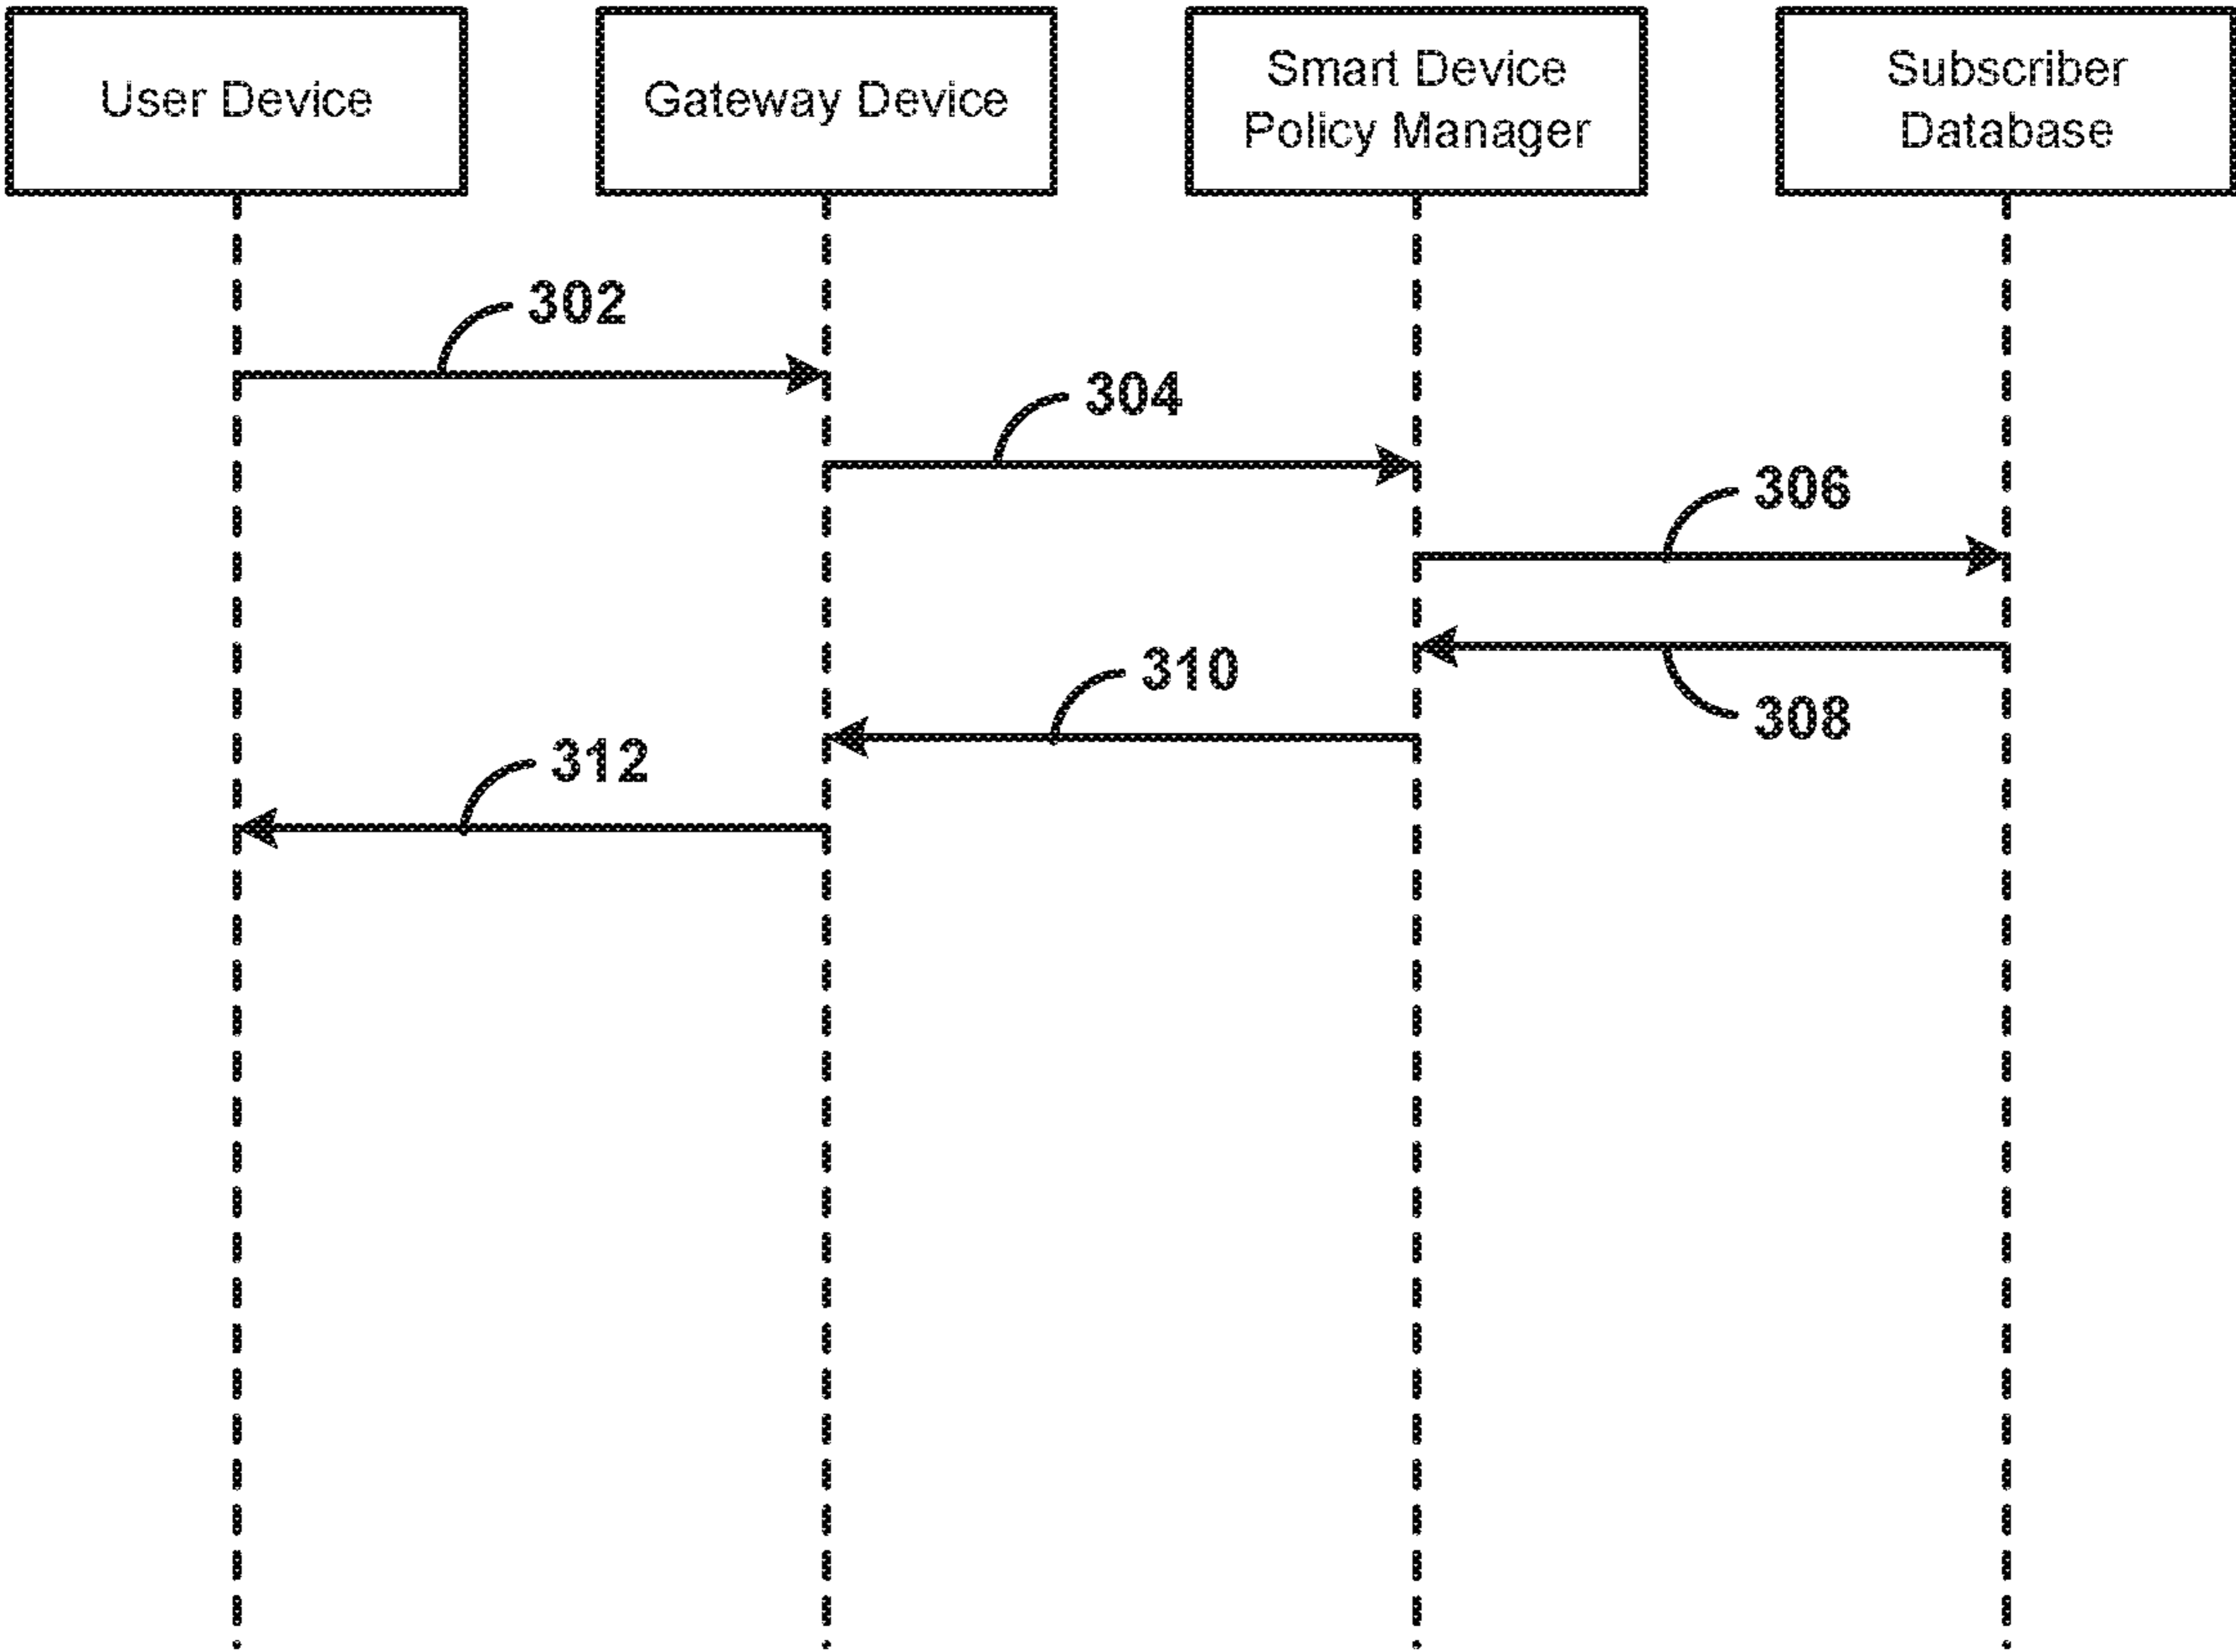 User Device
Gateway Device
Smart Device
Policy Manager
Subscriber
Database
302
304
306
308
310
312